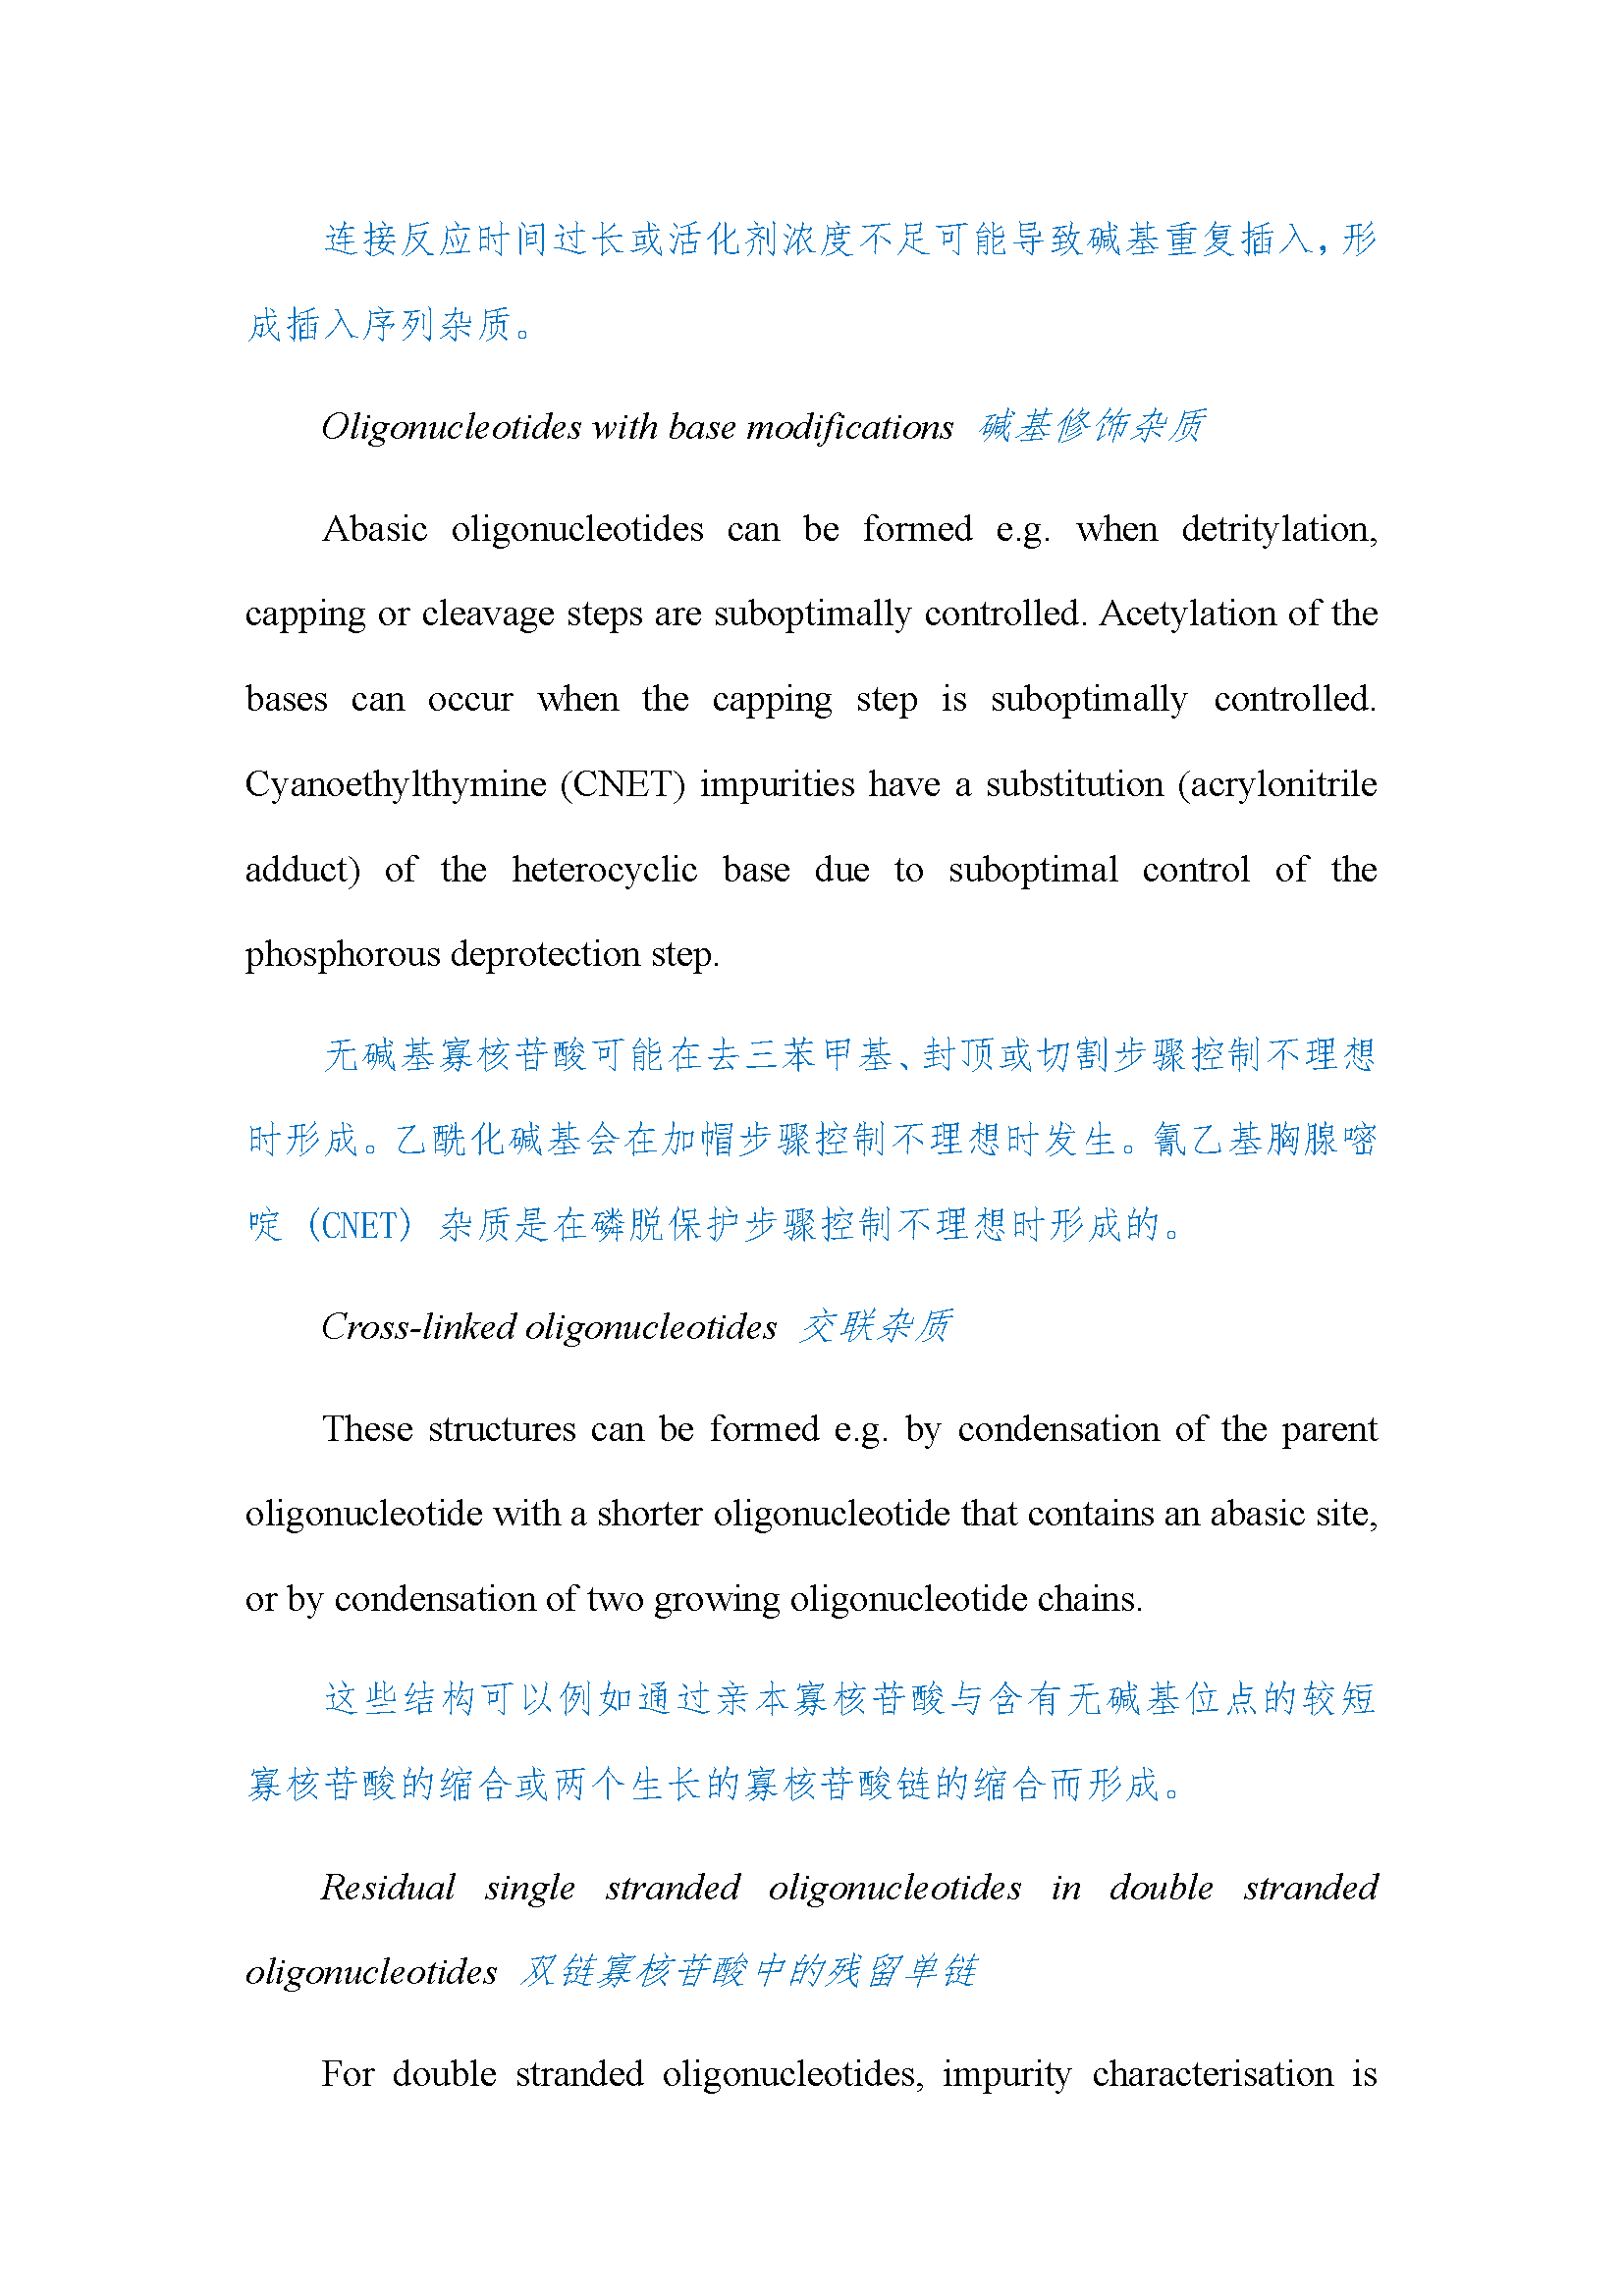 连接反应时间过长或活化剂浓度不足可能导致碱基重复插入，形
成插入序列杂质。
Oligonucleotides with base modifications 碱基修饰杂质
Abasic oligonucleotides can be formed e.g. when detritylation,
capping or cleavage steps are suboptimally controlled. Acetylation of the
bases can occur when the capping step is suboptimally controlled.
Cyanoethylthymine (CNET) impurities have a substitution (acrylonitrile
adduct) of the heterocyclic base due to suboptimal control of the
phosphorous deprotection step.
无碱基寡核苷酸可能在去三苯甲基、封顶或切割步骤控制不理想
时形成。乙酰化碱基会在加帽步骤控制不理想时发生。氰乙基胸腺嘧
啶（CNET）杂质是在磷脱保护步骤控制不理想时形成的。
Cross-linked oligonucleotides 交联杂质
These structures can be formed e.g. by condensation of the parent
oligonucleotide with a shorter oligonucleotide that contains an abasic site,
or by condensation of two growing oligonucleotide chains.
这些结构可以例如通过亲本寡核苷酸与含有无碱基位点的较短
寡核苷酸的缩合或两个生长的寡核苷酸链的缩合而形成。
Residual single stranded oligonucleotides in double stranded
oligonucleotides 双链寡核苷酸中的残留单链
For double stranded oligonucleotides, impurity characterisation is